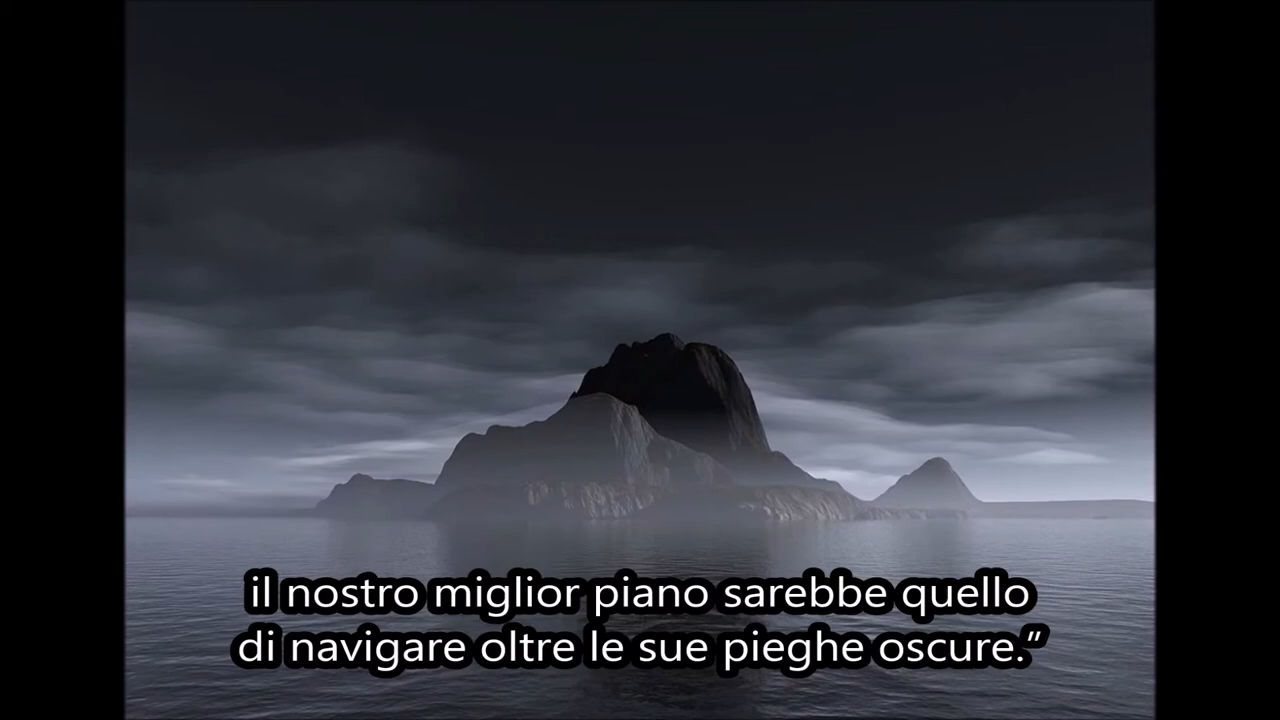 il nostro miglior piano sarebbe quello
di navigare oltre le sue pieghe oscure.”